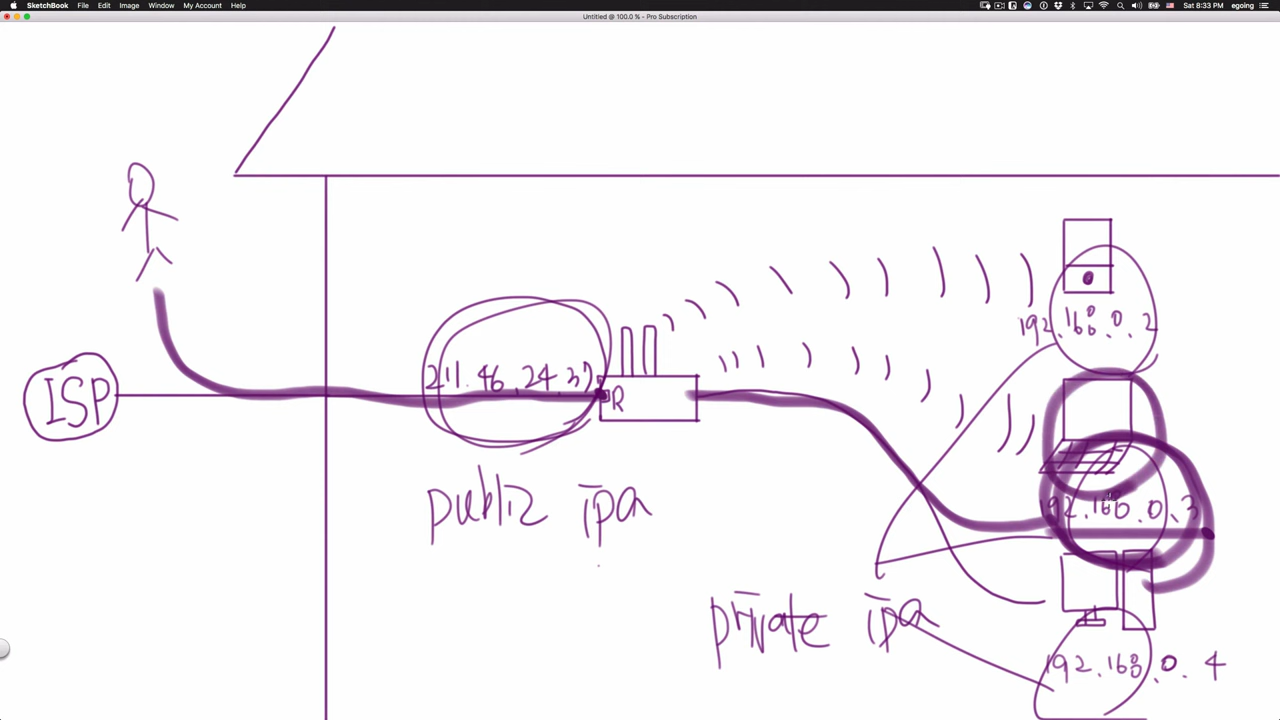 SketchBook File Edit Image Window My Account Help
Sat 8:33 PM egoing
Untitled @ 100.0 % - Pro Subscription
192.168.0.2
211.46.24.37
R
ISP
public ipa
192.168.0.3
private ipa
192.168.0.4